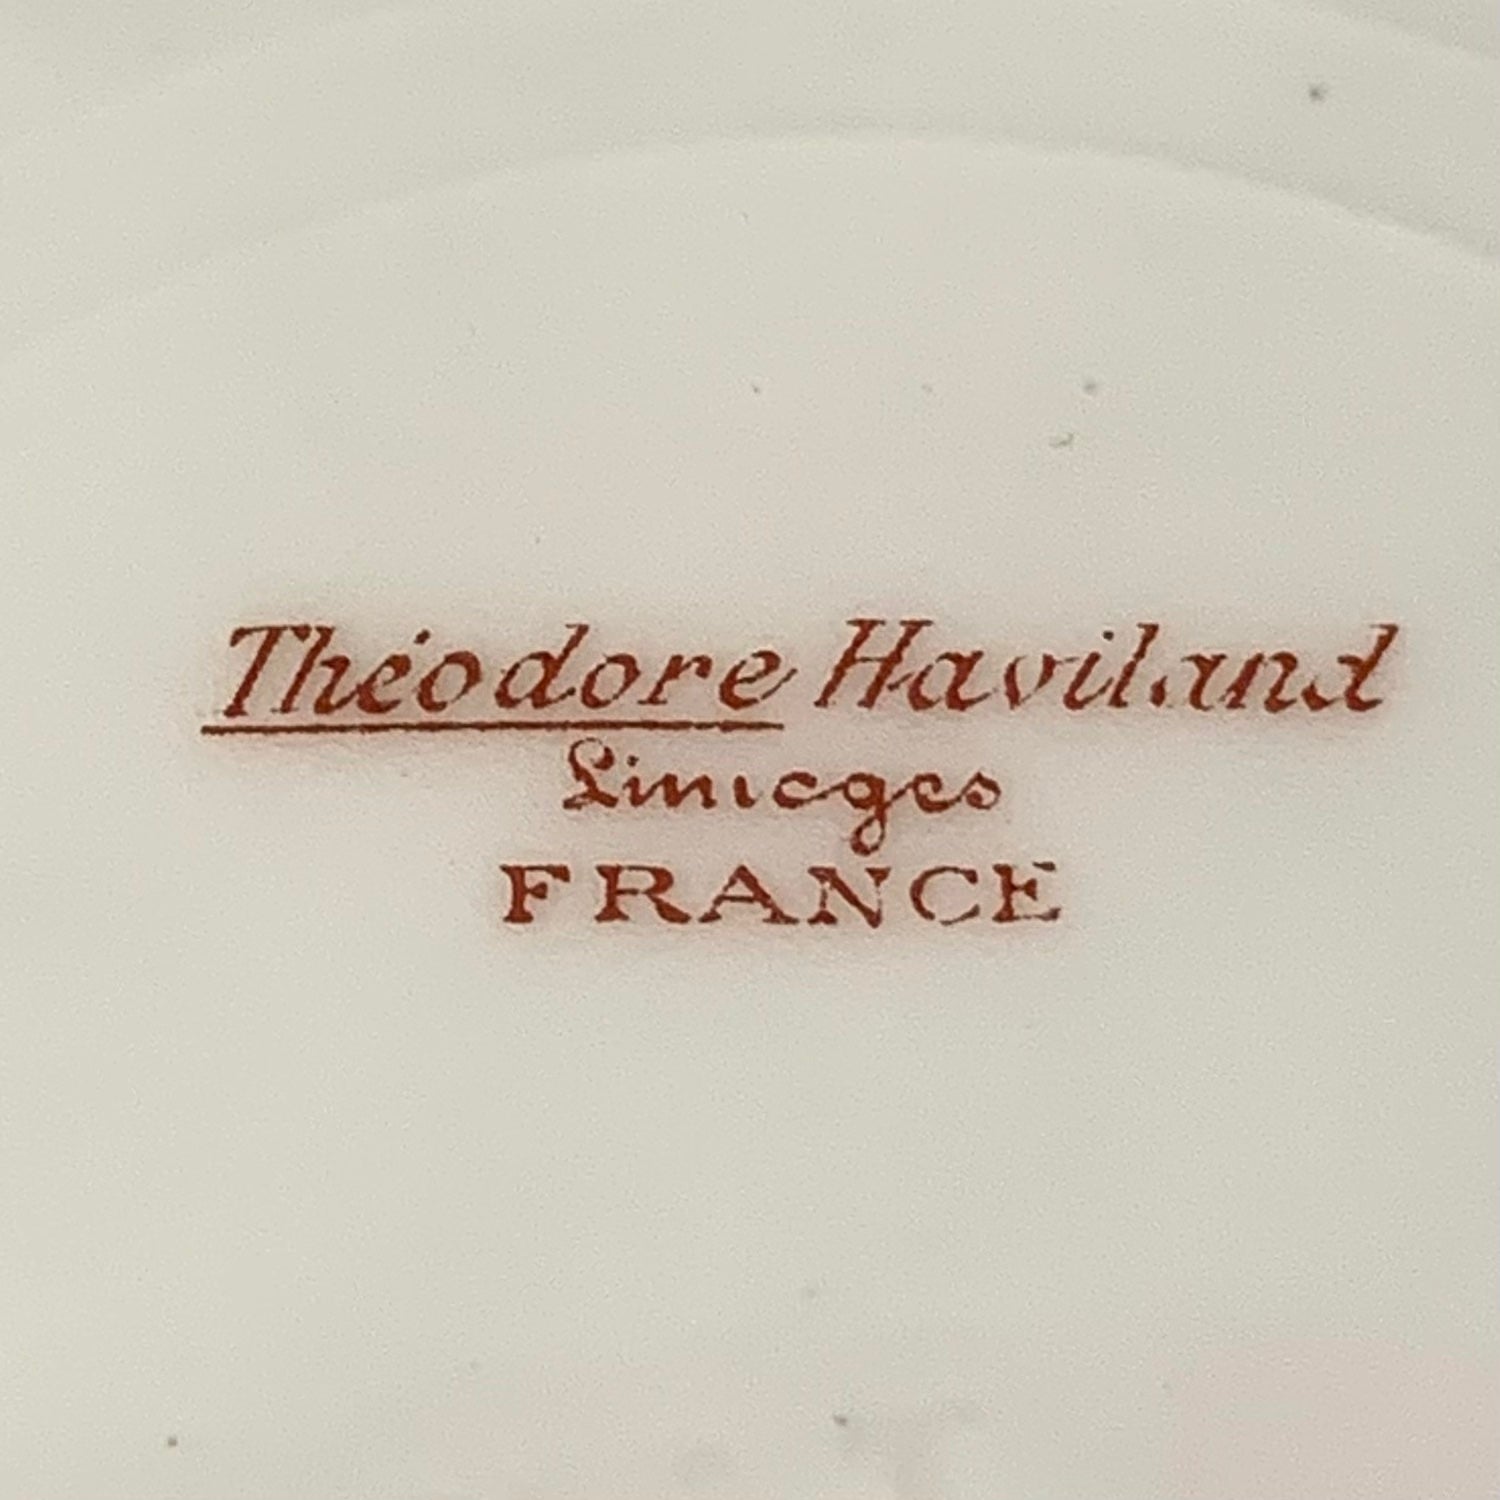 Théodore Haviland
Limoges
FRANCE